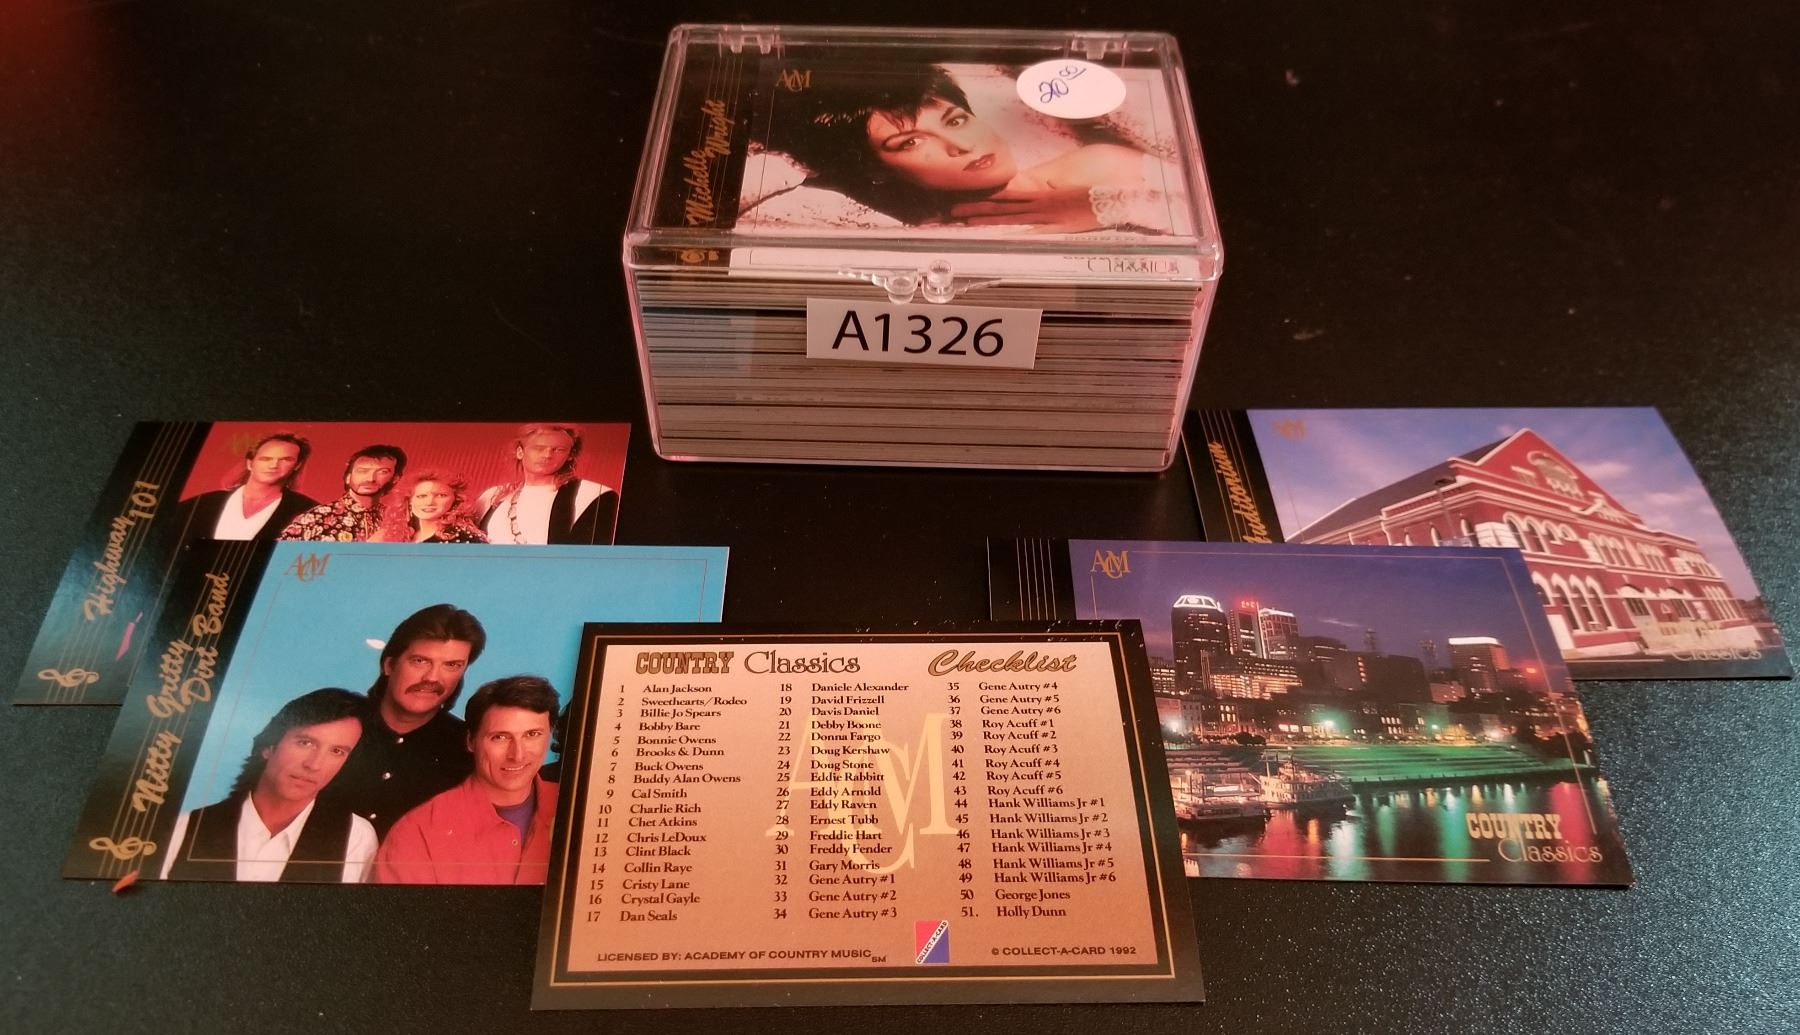 ACM
Michelle
Wright
20.00
A1326
Highway
101
ACM
Nitty Gritty
Dirt Band
ACM
ACM
ACM
COUNTRY
Classics
Classics
COUNTRY Classics Checklist
1 Alan Jackson
2 Sweethearts/Rodeo
3 Billie Jo Spears
4 Bobby Bare
5 Bonnie Owens
6 Brooks & Dunn
7 Buck Owens
8 Buddy Alan Owens
9 Cal Smith
10 Charlie Rich
11 Chet Atkins
12 Chris LeDoux
13 Clint Black
14 Collin Raye
15 Cristy Lane
16 Crystal Gayle
17 Dan Seals
18 Daniele Alexander
19 David Frizzell
20 Davis Daniel
21 Debby Boone
22 Donna Fargo
23 Doug Kershaw
24 Doug Stone
25 Eddie Rabbitt
26 Eddy Arnold
27 Eddy Raven
28 Ernest Tubb
29 Freddie Hart
30 Freddy Fender
31 Gary Morris
32 Gene Autry #1
33 Gene Autry #2
34 Gene Autry #3
35 Gene Autry #4
36 Gene Autry #5
37 Gene Autry #6
38 Roy Acuff #1
39 Roy Acuff #2
40 Roy Acuff #3
41 Roy Acuff #4
42 Roy Acuff #5
43 Roy Acuff #6
44 Hank Williams Jr #1
45 Hank Williams Jr #2
46 Hank Williams Jr #3
47 Hank Williams Jr #4
48 Hank Williams Jr #5
49 Hank Williams Jr #6
50 George Jones
51. Holly Dunn
ACM
LICENSED BY: ACADEMY OF COUNTRY MUSIC SM
COLLECT-A-CARD
© COLLECT-A-CARD 1992